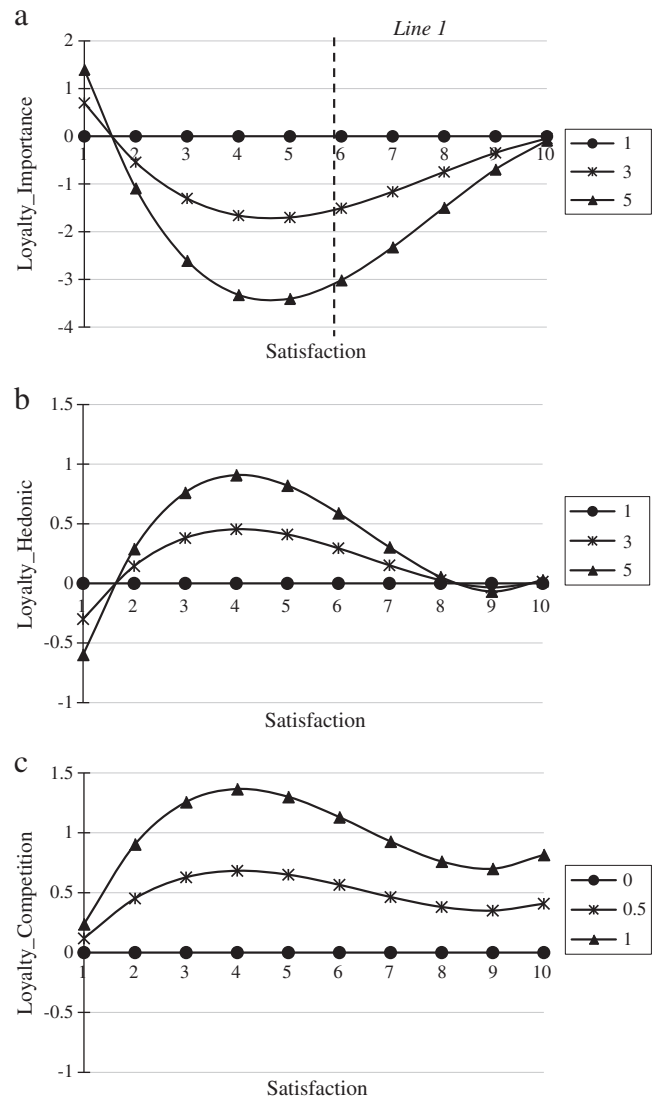 a
Line 1
2
1
0
-1
-2
-3
-4
Loyalty_Importance
1 2 3 4 5 6 7 8 9 10
Satisfaction
1
3
5
b
1.5
1
0.5
0
-0.5
-1
Loyalty_Hedonic
1 2 3 4 5 6 7 8 9 10
Satisfaction
1
3
5
c
1.5
1
0.5
0
-0.5
-1
Loyalty_Competition
1 2 3 4 5 6 7 8 9 10
Satisfaction
0
0.5
1